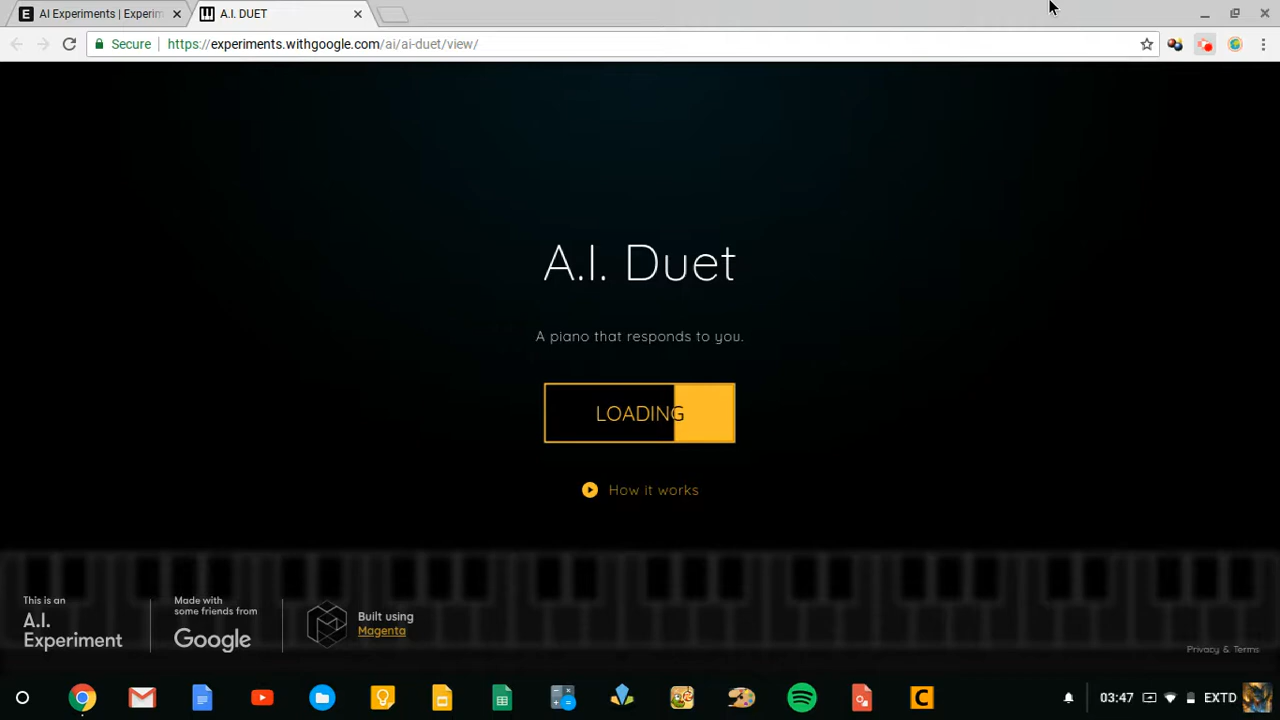 E AI Experiments | Experim
A.I. DUET
Secure https://experiments.withgoogle.com/ai/ai-duet/view/
A.I. Duet
A piano that responds to you.
LOADING
How it works
This is an
A.I.
Experiment
Made with
some friends from
Google
Built using
Magenta
Privacy & Terms
C
03:47
EXTD